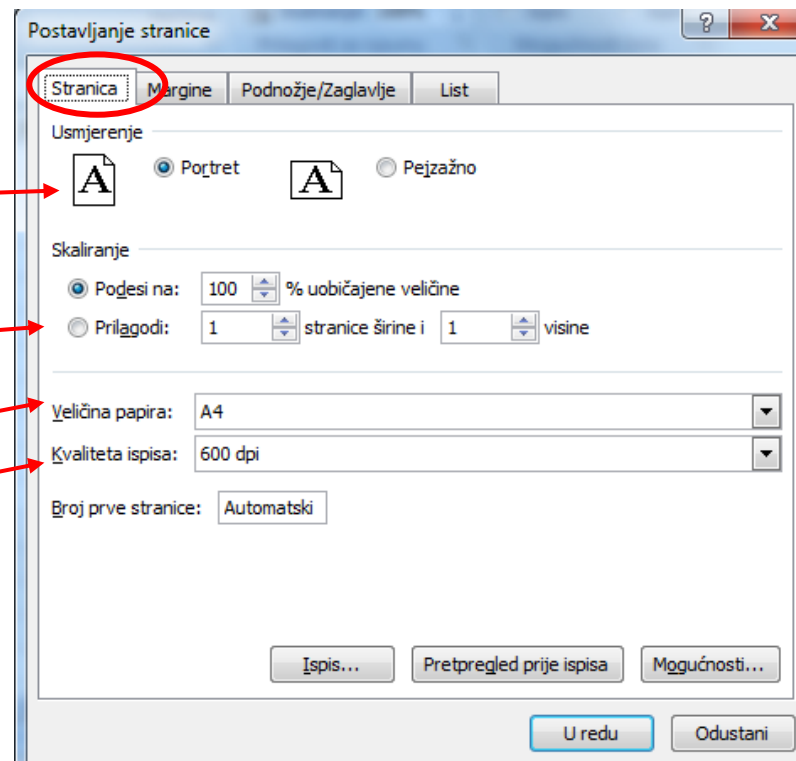 Postavljanje stranice
Stranica Margine Podnožje/Zaglavlje List
Usmjerenje
A Portret A Pejzažno
Skaliranje
Podesi na: 100 % uobičajene veličine
Prilagodi: 1 stranice širine i 1 visine
Veličina papira: A4
Kvaliteta ispisa: 600 dpi
Broj prve stranice: Automatski
Ispis... Pretpregled prije ispisa Mogućnosti...
U redu Odustani